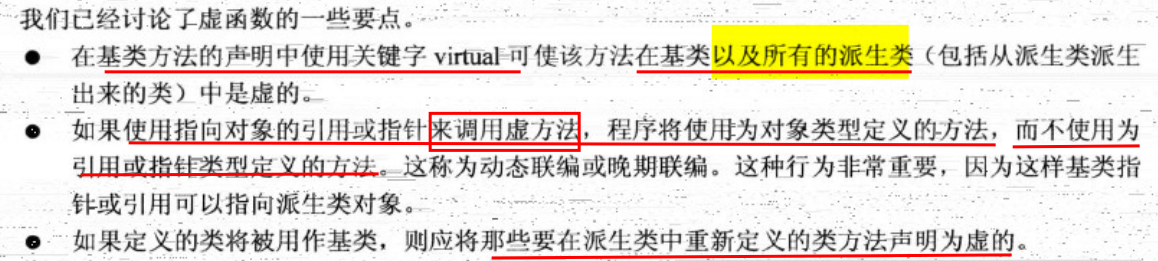 我们已经讨论了虚函数的一些要点。
● 在基类方法的声明中使用关键字 virtual 可使该方法在基类以及所有的派生类（包括从派生类派生
出来的类）中是虚的。
● 如果使用指向对象的引用或指针来调用虚方法，程序将使用为对象类型定义的方法，而不使用为
引用或指针类型定义的方法。这称为动态联编或晚期联编。这种行为非常重要，因为这样基类指
针或引用可以指向派生类对象。
● 如果定义的类将被用作基类，则应将那些要在派生类中重新定义的类方法声明为虚的。